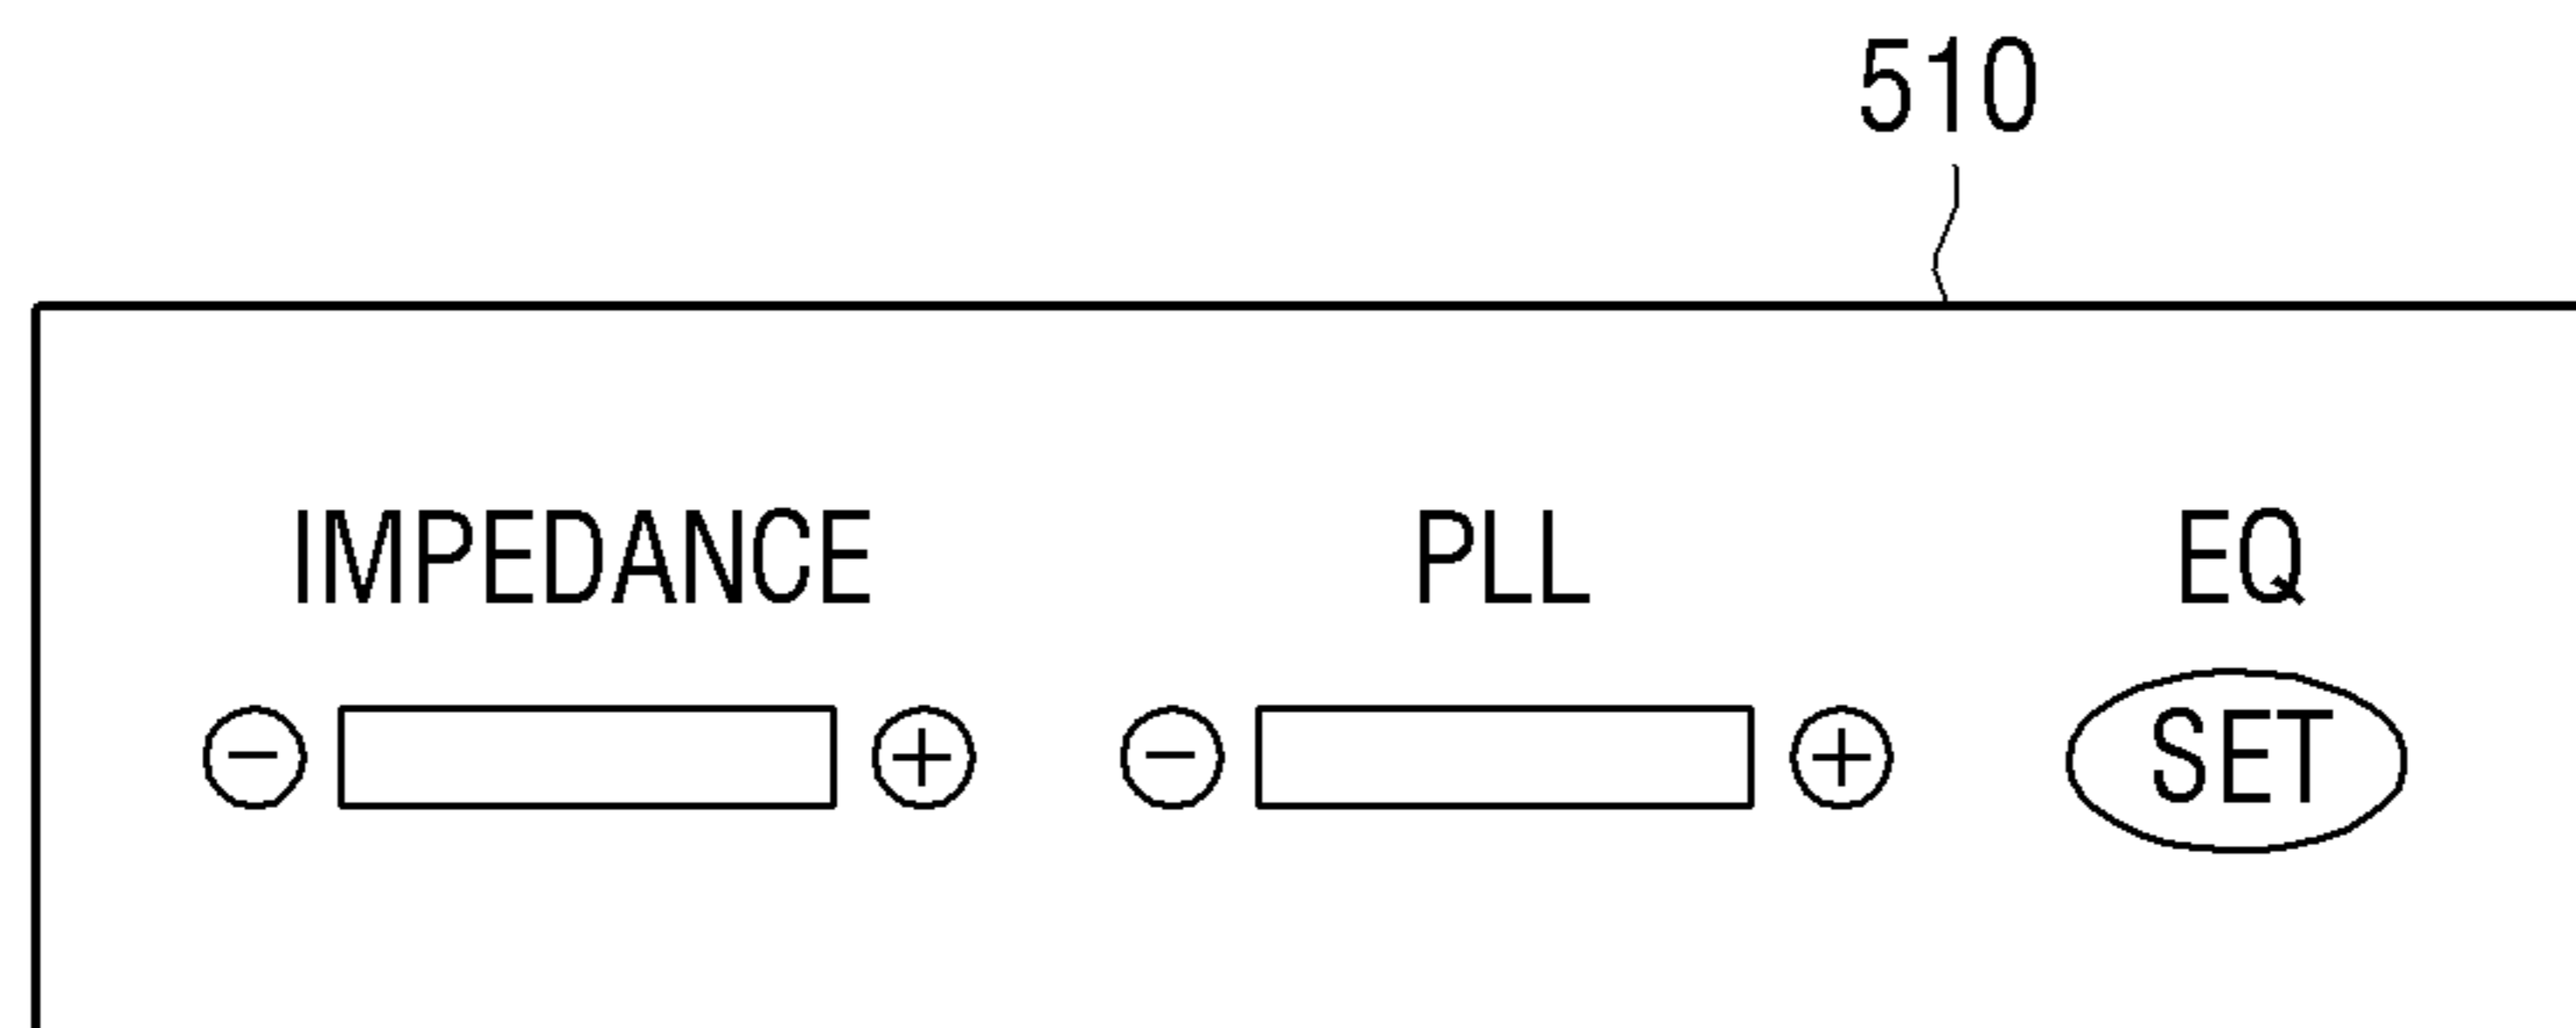 510
IMPEDANCE PLL EQ
− + − + SET